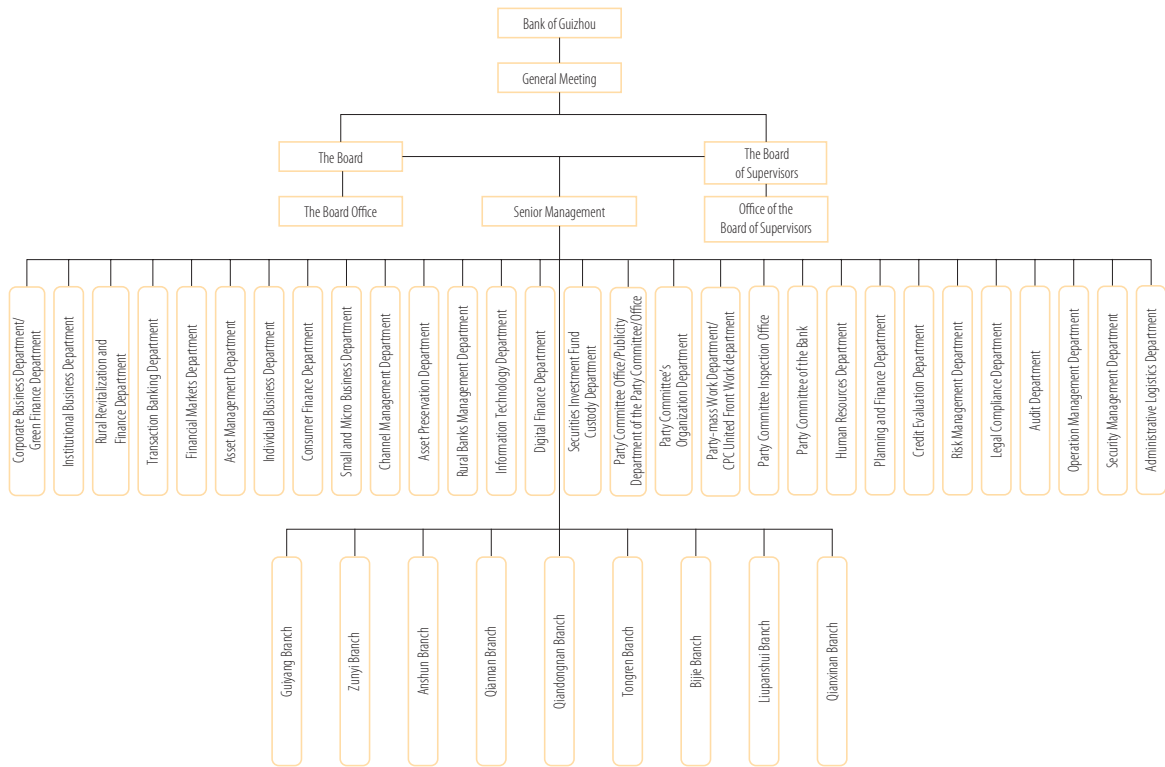 Bank of Guizhou
General Meeting
The Board
The Board
of Supervisors
The Board Office
Senior Management
Office of the
Board of Supervisors
Corporate Business Department/
Green Finance Department
Institutional Business Department
Rural Revitalization and
Finance Department
Transaction Banking Department
Financial Markets Department
Asset Management Department
Individual Business Department
Consumer Finance Department
Small and Micro Business Department
Channel Management Department
Asset Preservation Department
Rural Banks Management Department
Information Technology Department
Digital Finance Department
Securities Investment Fund
Custody Department
Party Committee Office/Publicity
Department of the Party Committee/Office
Party Committee's
Organization Department
Party-mass Work Department/
CPC United Front Work department
Party Committee Inspection Office
Party Committee of the Bank
Human Resources Department
Planning and Finance Department
Credit Evaluation Department
Risk Management Department
Legal Compliance Department
Audit Department
Operation Management Department
Security Management Department
Administrative Logistics Department
Guiyang Branch
Zunyi Branch
Anshun Branch
Qiannan Branch
Qiandongnan Branch
Tongren Branch
Bijie Branch
Liupanshui Branch
Qianxinan Branch